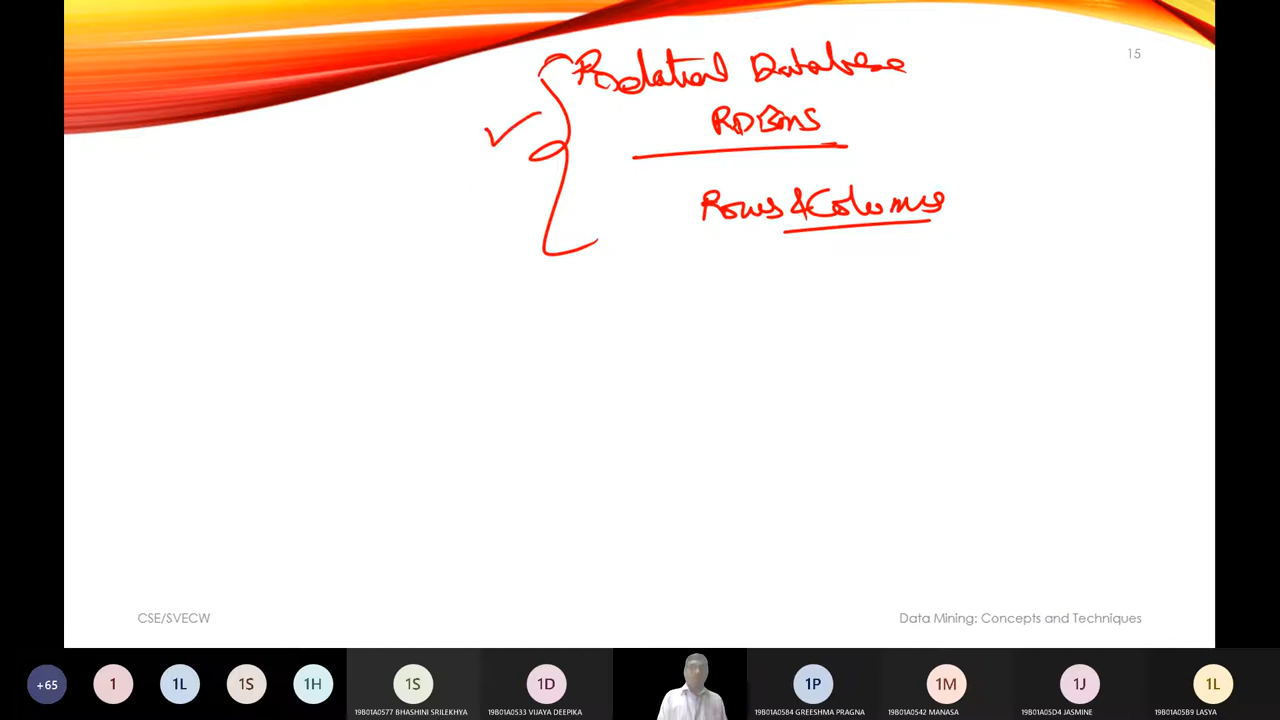 15
Relational Database
RDBMS
Rows & Columns
CSE/SVECW
Data Mining: Concepts and Techniques
+65
1
1L
1S
1H
1S
1D
1P
1M
1J
1L
19B01A0577 BHASHINI SRILEKHYA
19B01A0533 VIJAYA DEEPIKA
19B01A0584 GREESHMA PRAGNA
19B01A0542 MANASA
19B01A05D4 JASMINE
19B01A05B9 LASYA